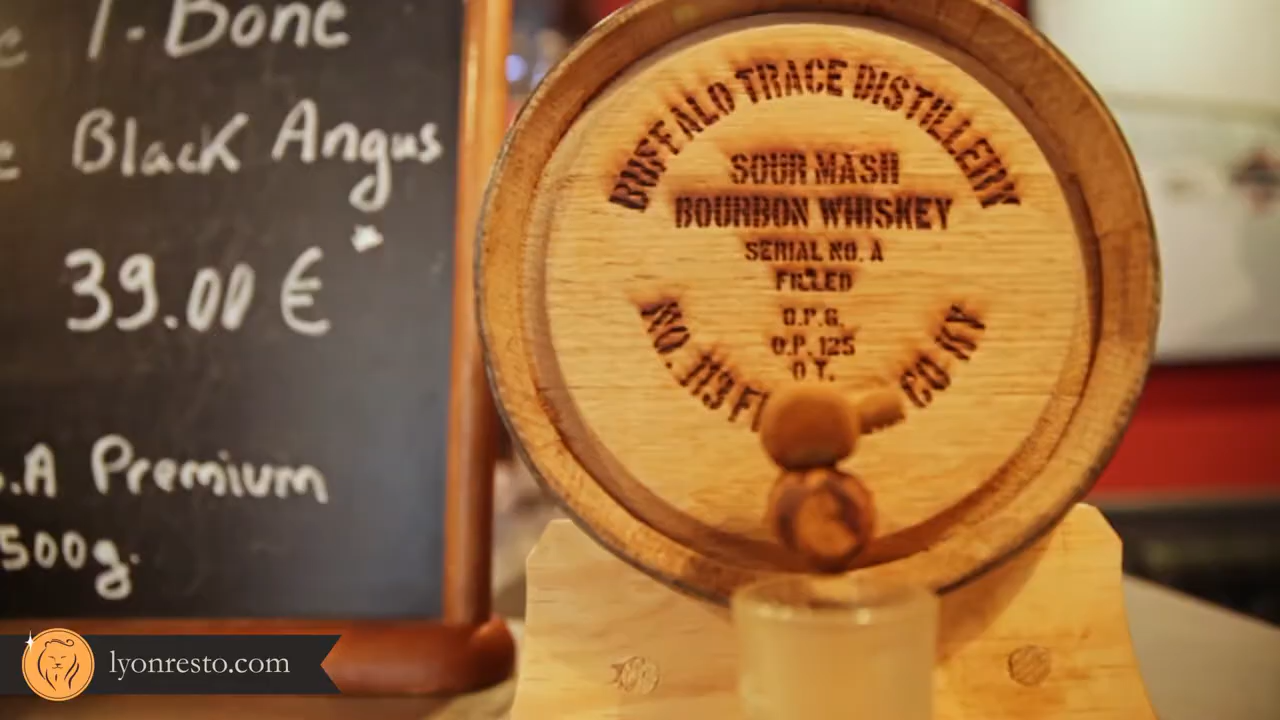 T-Bone
Black Angus
39.00 €*
.A Premium
500g.
BUFFALO TRACE DISTILLERY
SOUR MASH
BOURBON WHISKEY
SERIAL NO. A
FILLED
O.P.G.
O.P. 125
O.T.
NO. 113 F CO KY
lyonresto.com